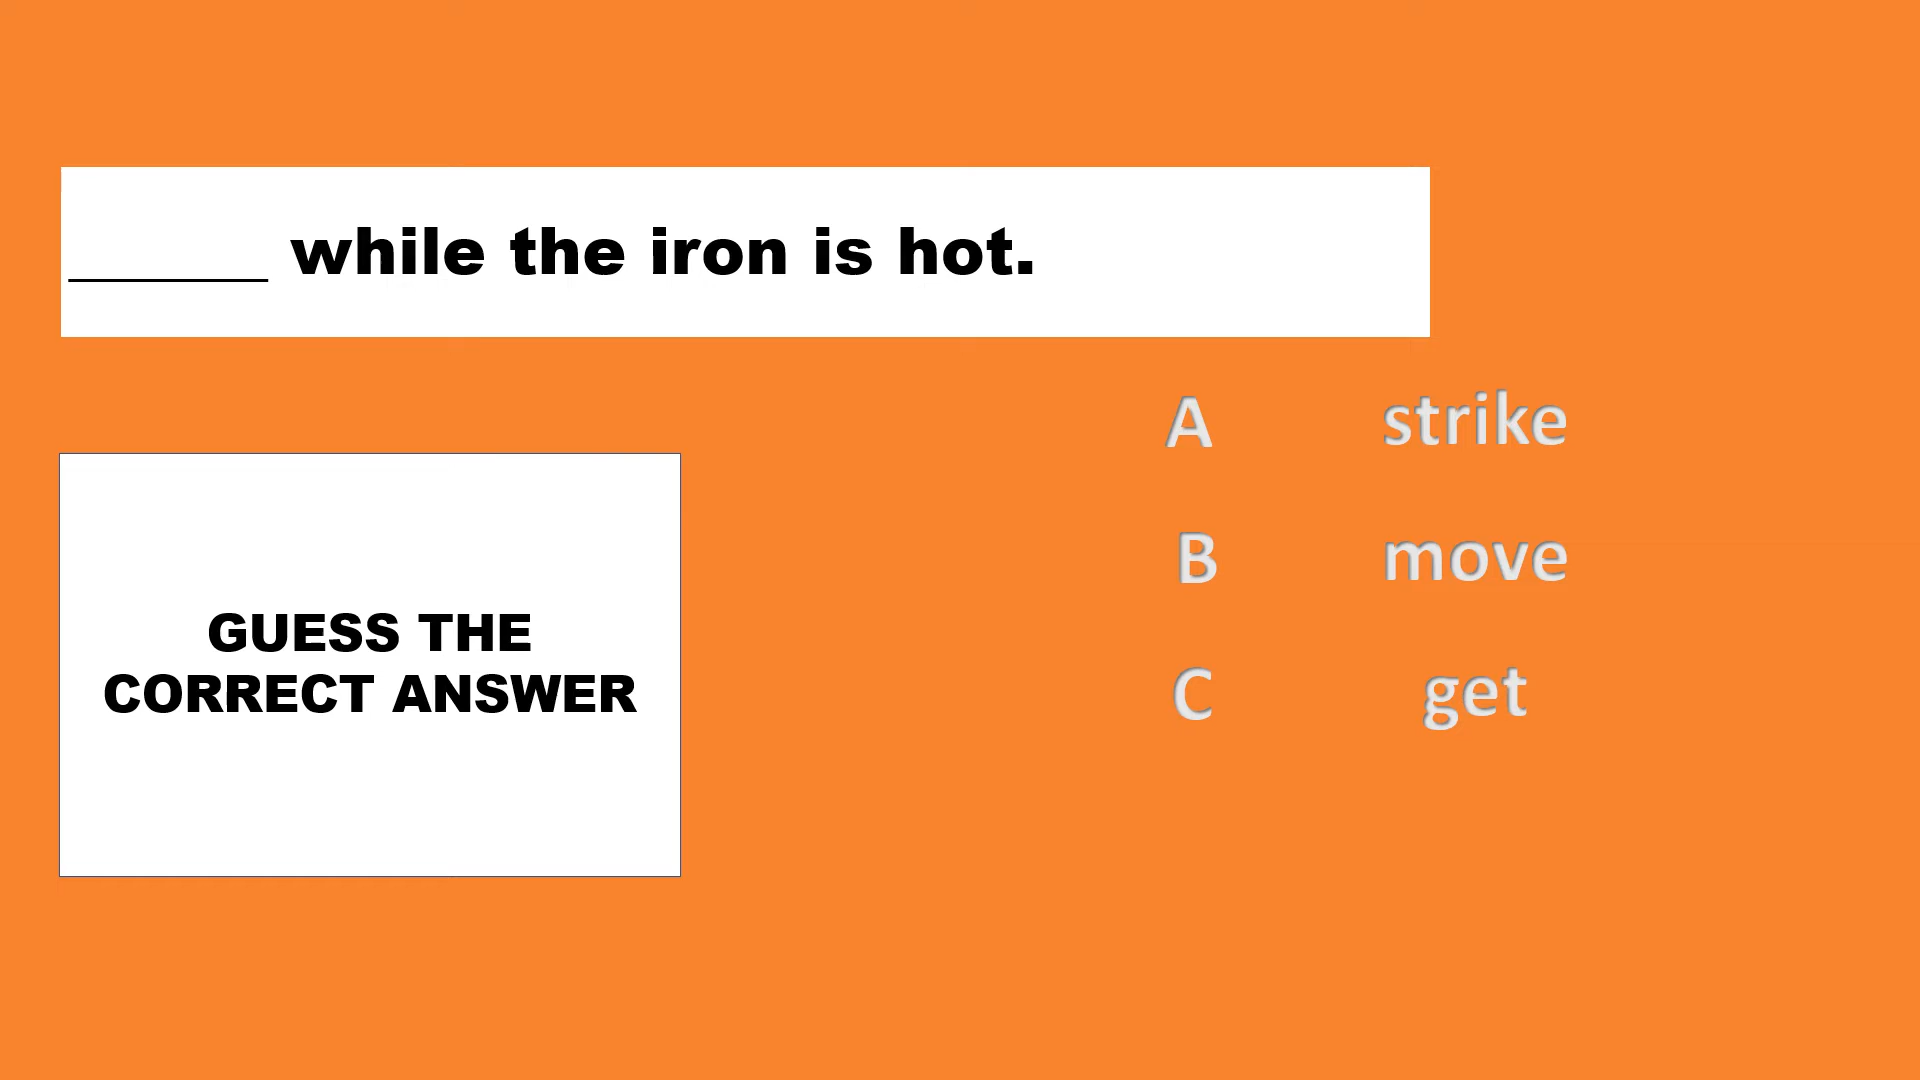 ______ while the iron is hot.
A strike
B move
C get
GUESS THE
CORRECT ANSWER